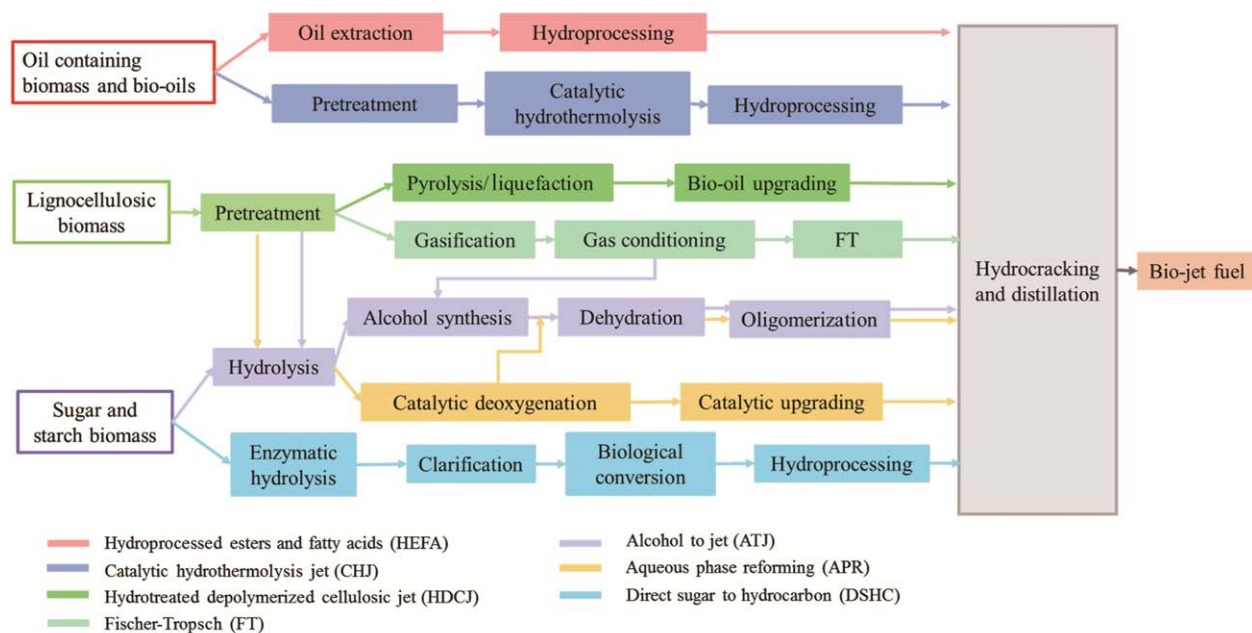 Oil extraction
Hydroprocessing
Oil containing
biomass and bio-oils
Pretreatment
Catalytic
hydrothermolysis
Hydroprocessing
Lignocellulosic
biomass
Pretreatment
Pyrolysis/liquefaction
Bio-oil upgrading
Gasification
Gas conditioning
FT
Hydrolysis
Alcohol synthesis
Dehydration
Oligomerization
Catalytic deoxygenation
Catalytic upgrading
Sugar and
starch biomass
Enzymatic
hydrolysis
Clarification
Biological
conversion
Hydroprocessing
Hydrocracking
and distillation
Bio-jet fuel
Hydroprocessed esters and fatty acids (HEFA)
Catalytic hydrothermolysis jet (CHJ)
Hydrotreated depolymerized cellulosic jet (HDCJ)
Fischer-Tropsch (FT)
Alcohol to jet (ATJ)
Aqueous phase reforming (APR)
Direct sugar to hydrocarbon (DSHC)